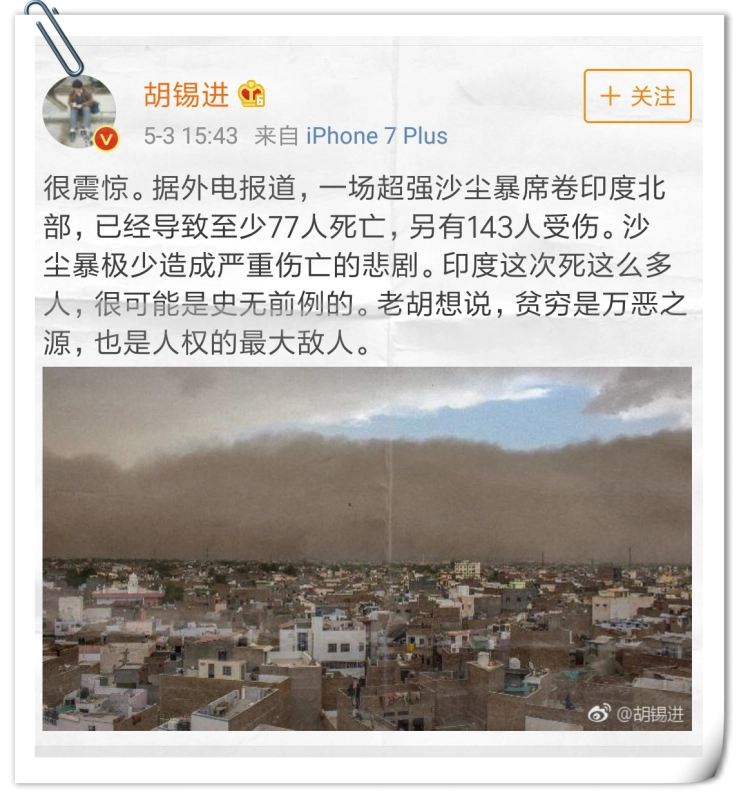 胡锡进
5-3 15:43 来自 iPhone 7 Plus
+ 关注
很震惊。据外电报道，一场超强沙尘暴席卷印度北
部，已经导致至少77人死亡，另有143人受伤。沙
尘暴极少造成严重伤亡的悲剧。印度这次死这么多
人，很可能是史无前例的。老胡想说，贫穷是万恶之
源，也是人权的最大敌人。
@胡锡进